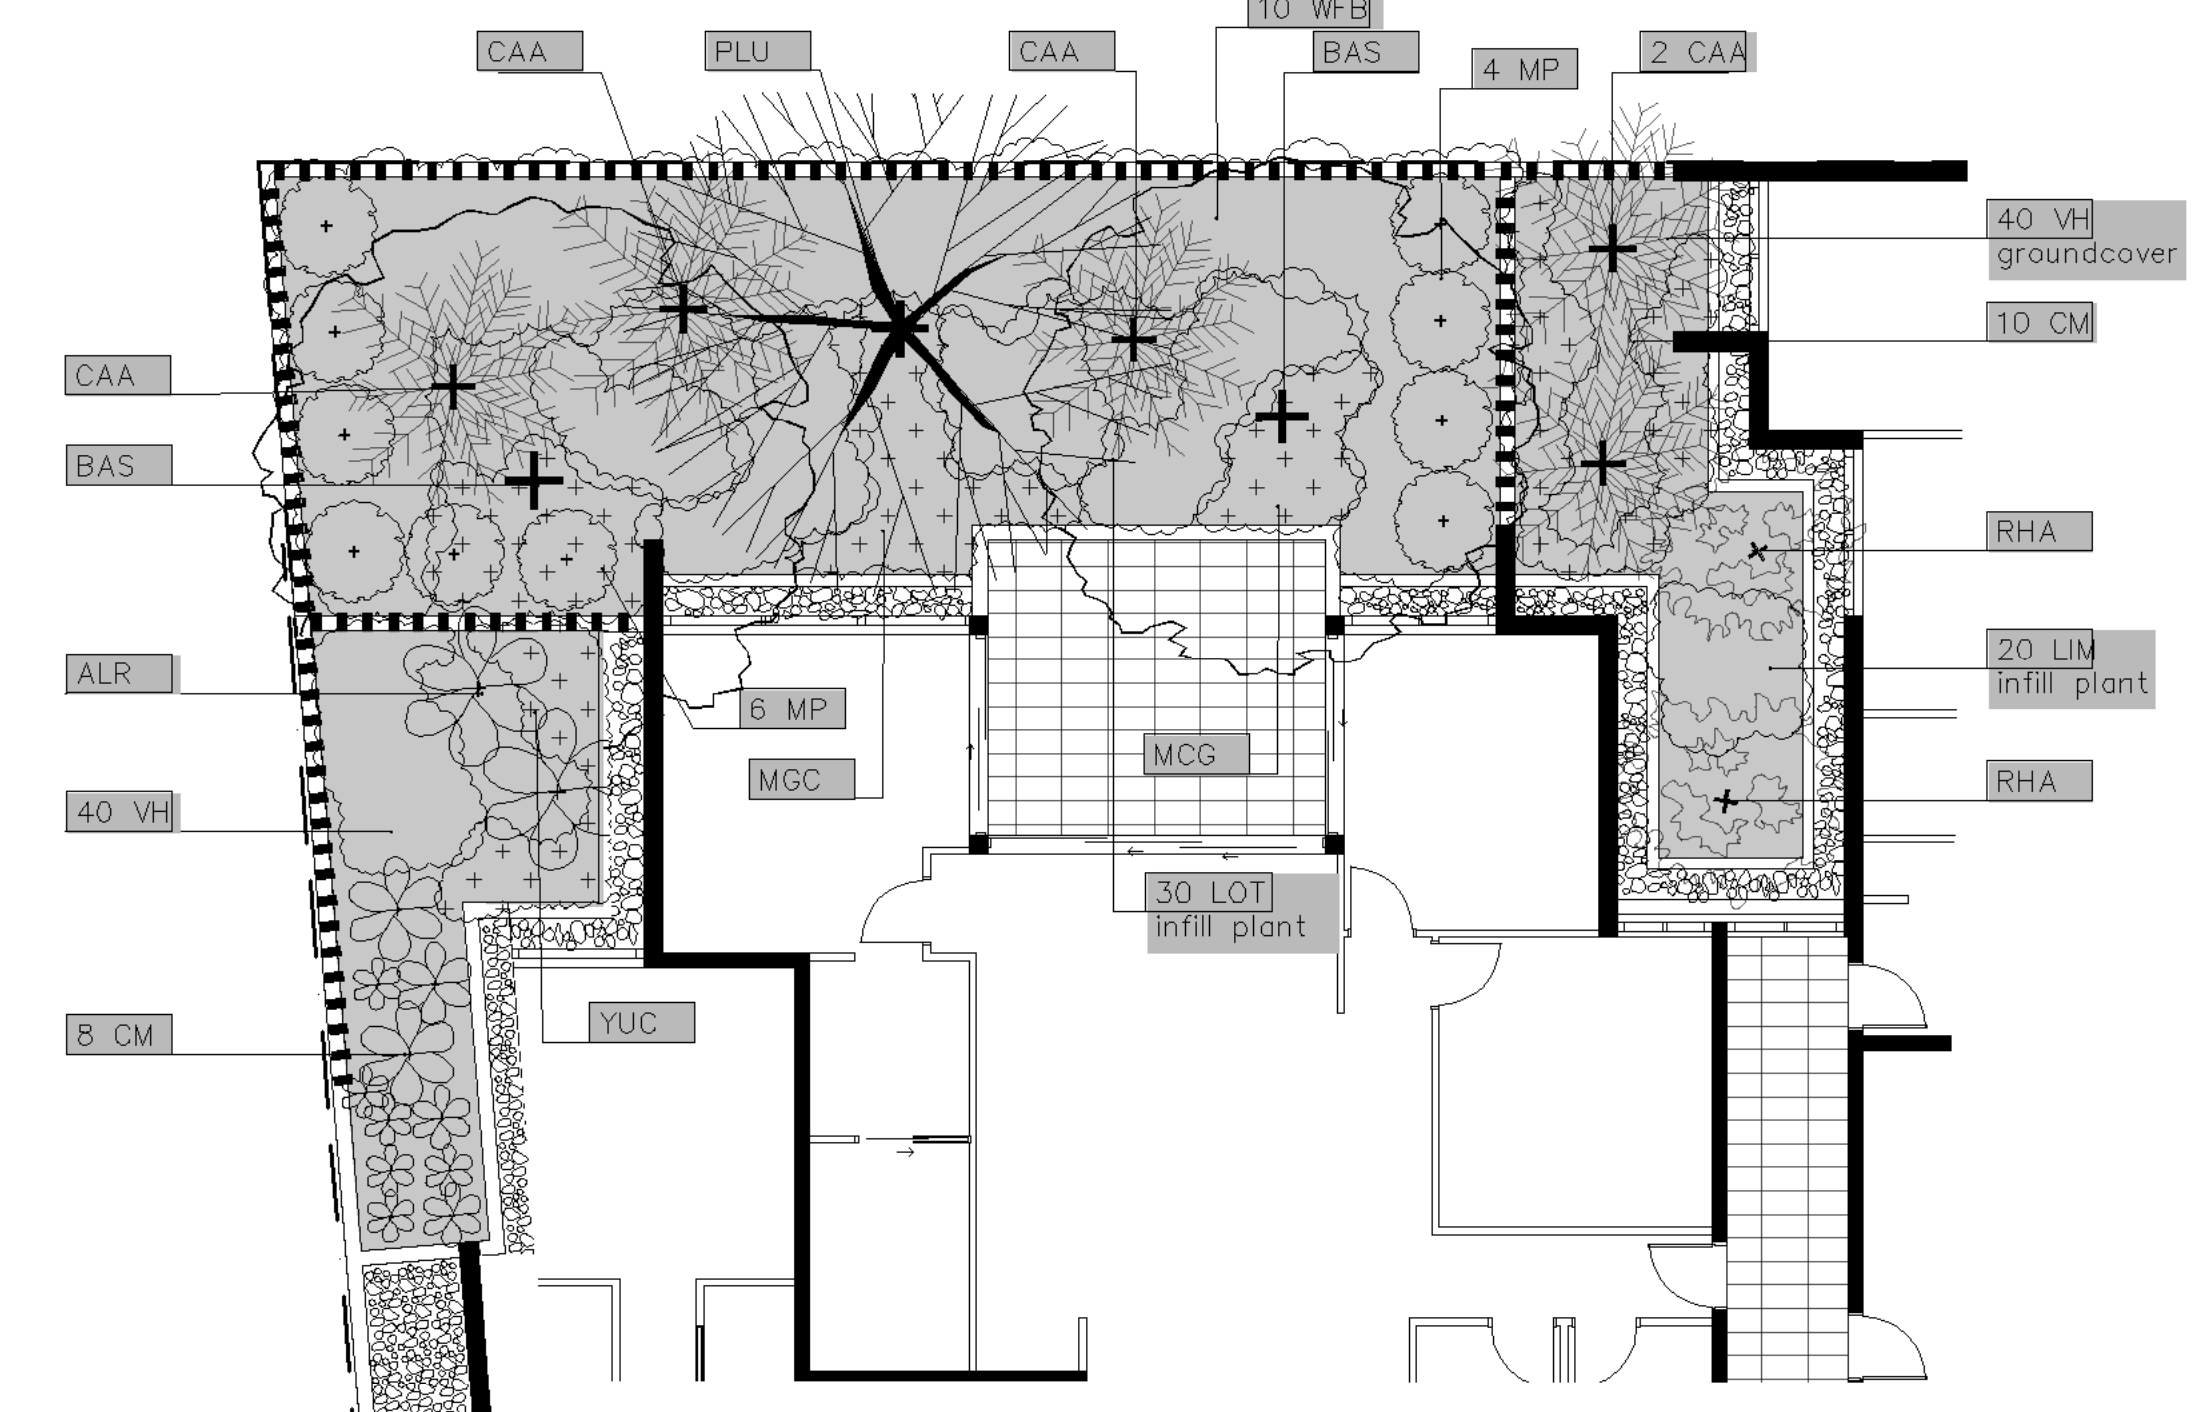 10 WFB
CAA
PLU
CAA
BAS
4 MP
2 CAA
40 VH
groundcover
10 CM
CAA
BAS
RHA
20 LIM
infill plant
ALR
6 MP
MCG
MGC
RHA
40 VH
30 LOT
infill plant
YUC
8 CM